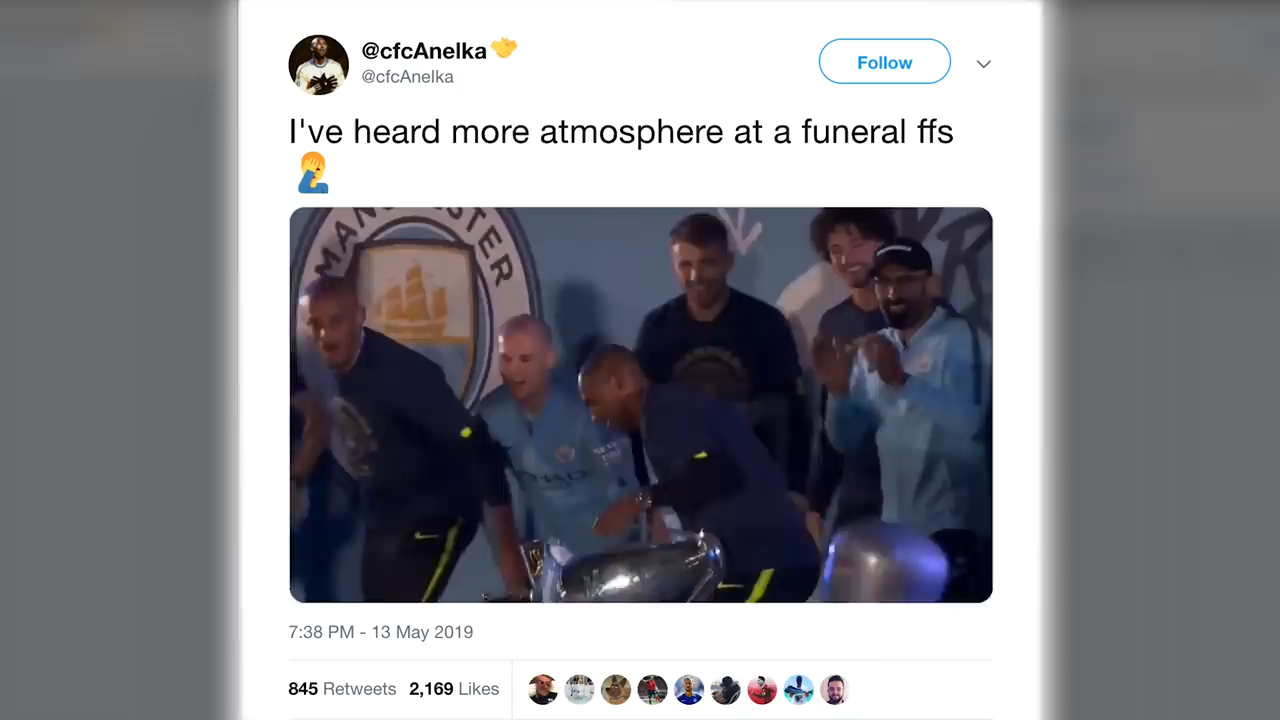 @cfcAnelka
@cfcAnelka
Follow
I've heard more atmosphere at a funeral ffs
MANCHESTER
7:38 PM - 13 May 2019
845 Retweets 2,169 Likes